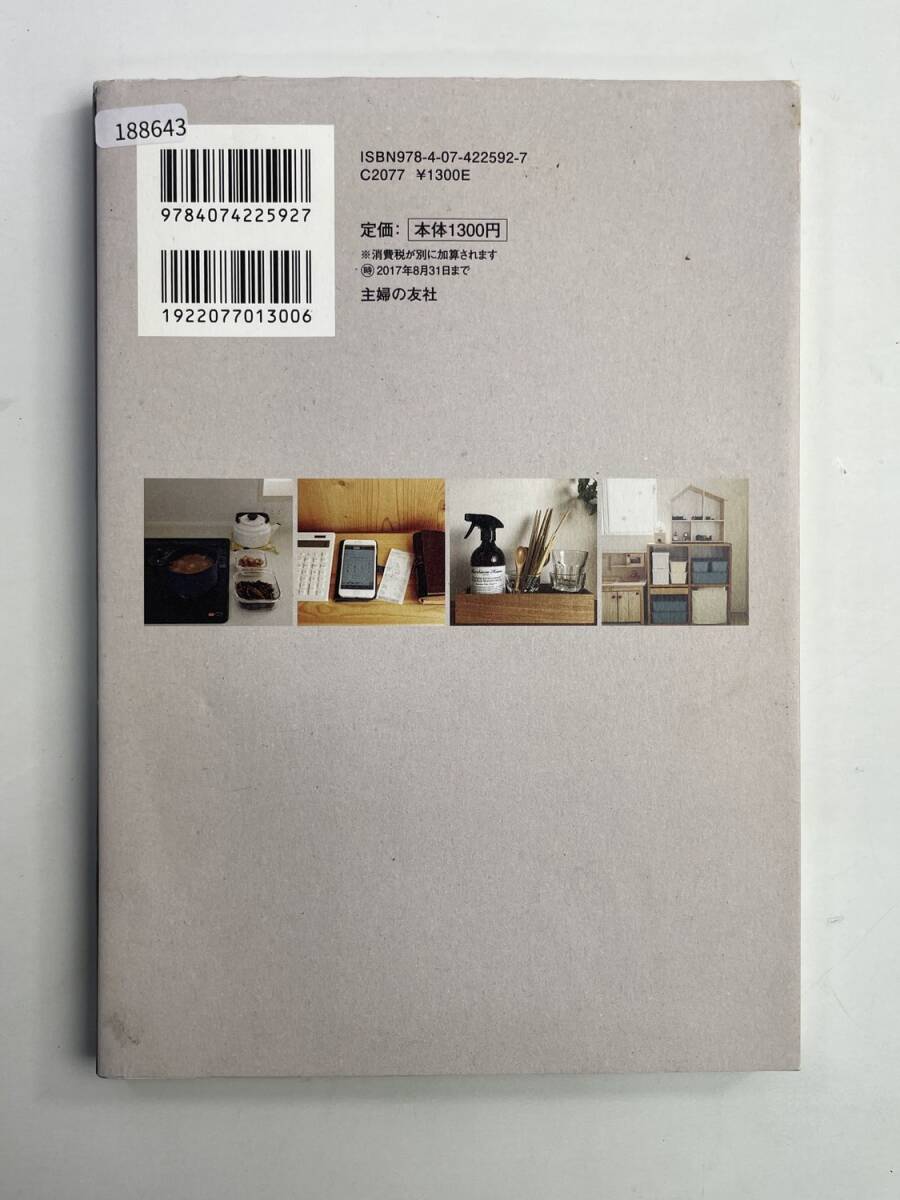 188643
9784074225927
1922077013006
ISBN978-4-07-422592-7
C2077 ¥1300E
定価: 本体1300円
※消費税が別に加算されます
時 2017年8月31日まで
主婦の友社